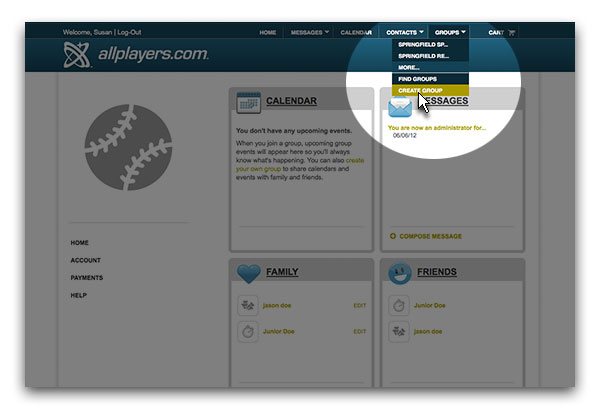 Welcome, Susan | Log-Out
HOME MESSAGES CALENDAR CONTACTS GROUPS CART
allplayers.com
SPRINGFIELD SP...
SPRINGFIELD RE...
MORE...
FIND GROUPS
CREATE GROUP
CALENDAR
You don't have any upcoming events.
When you join a group, upcoming group
events will appear here so you'll always
know what's happening. You can also create
your own group to share calendars and
events with family and friends.
MESSAGES
You are now an administrator for...
06/06/12
COMPOSE MESSAGE
HOME
ACCOUNT
PAYMENTS
HELP
FAMILY
jason doe EDIT
Junior Doe EDIT
FRIENDS
Junior Doe
jason doe